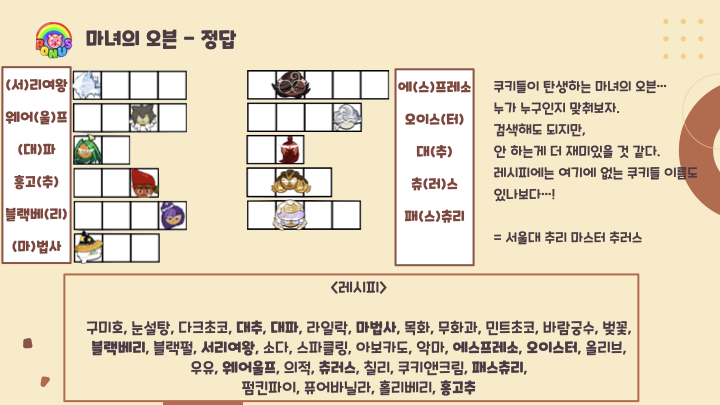 BONUS
마녀의 오븐 - 정답
(서)리여왕
웨어(울)프
(대)파
홍고(추)
블랙베(리)
(마)법사
에(스)프레소
오이스(터)
대(추)
츄(러)스
패(스)츄리
쿠키들이 탄생하는 마녀의 오븐...
누가 누구인지 맞춰보자.
검색해도 되지만,
안 하는게 더 재미있을 것 같다.
레시피에는 여기에 없는 쿠키들 이름도
있나보다...!
= 서울대 추리 마스터 추러스
<레시피>
구미호, 눈설탕, 다크초코, 대추, 대파, 라일락, 마법사, 목화, 무화과, 민트초코, 바람궁수, 벚꽃,
블랙베리, 블랙펄, 서리여왕, 소다, 스파클링, 아보카도, 악마, 에스프레소, 오이스터, 올리브,
우유, 웨어울프, 의적, 츄러스, 칠리, 쿠키앤크림, 패스츄리,
펌킨파이, 퓨어바닐라, 홀리베리, 홍고추